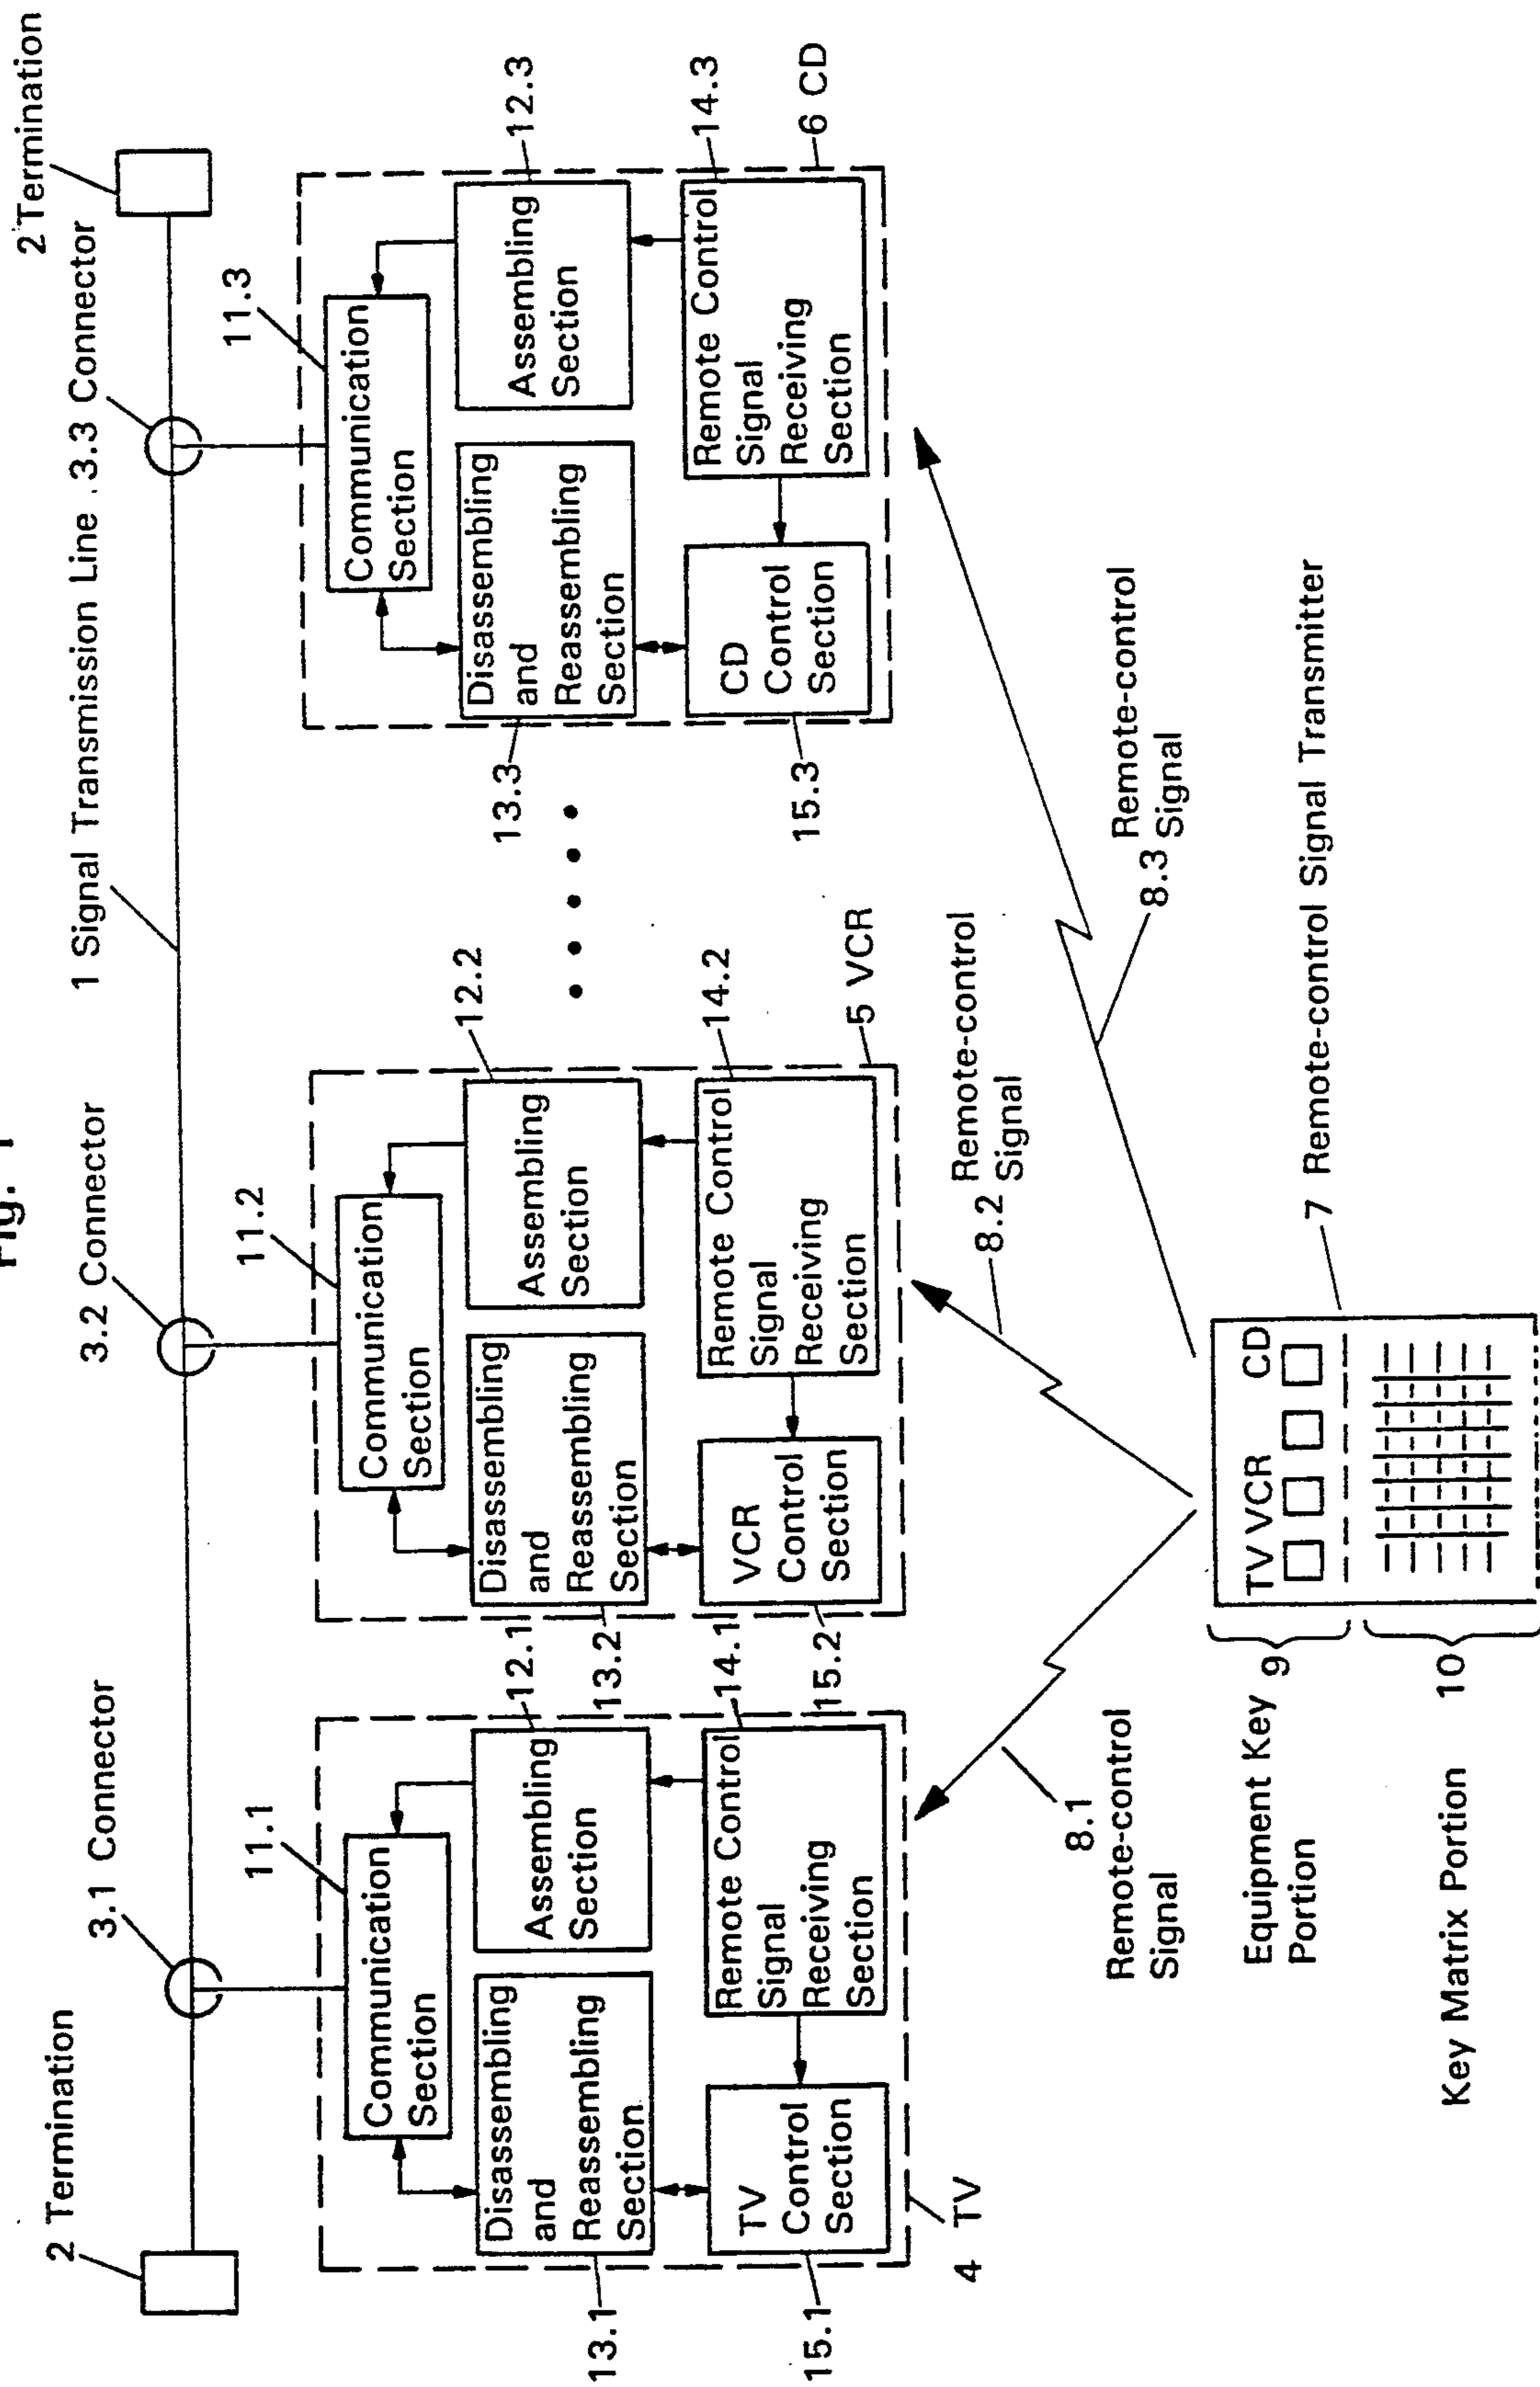 Fig. 1
2 Termination
3.1 Connector
3.2 Connector
1 Signal Transmission Line
3.3 Connector
2 Termination
11.1
Communication
Section
Disassembling
and
Reassembling
Section
Assembling
Section
12.1
13.1
TV
Control
Section
Remote Control
Signal
Receiving
Section
14.1
15.1
4 TV
11.2
Communication
Section
Disassembling
and
Reassembling
Section
Assembling
Section
12.2
13.2
VCR
Control
Section
Remote Control
Signal
Receiving
Section
14.2
15.2
5 VCR
11.3
Communication
Section
Disassembling
and
Reassembling
Section
Assembling
Section
12.3
13.3
CD
Control
Section
Remote Control
Signal
Receiving
Section
14.3
15.3
6 CD
8.1
Remote-control
Signal
8.2
Remote-control
Signal
8.3
Remote-control
Signal
TV VCR CD
Equipment Key
Portion
9
7 Remote-control Signal Transmitter
Key Matrix Portion 10